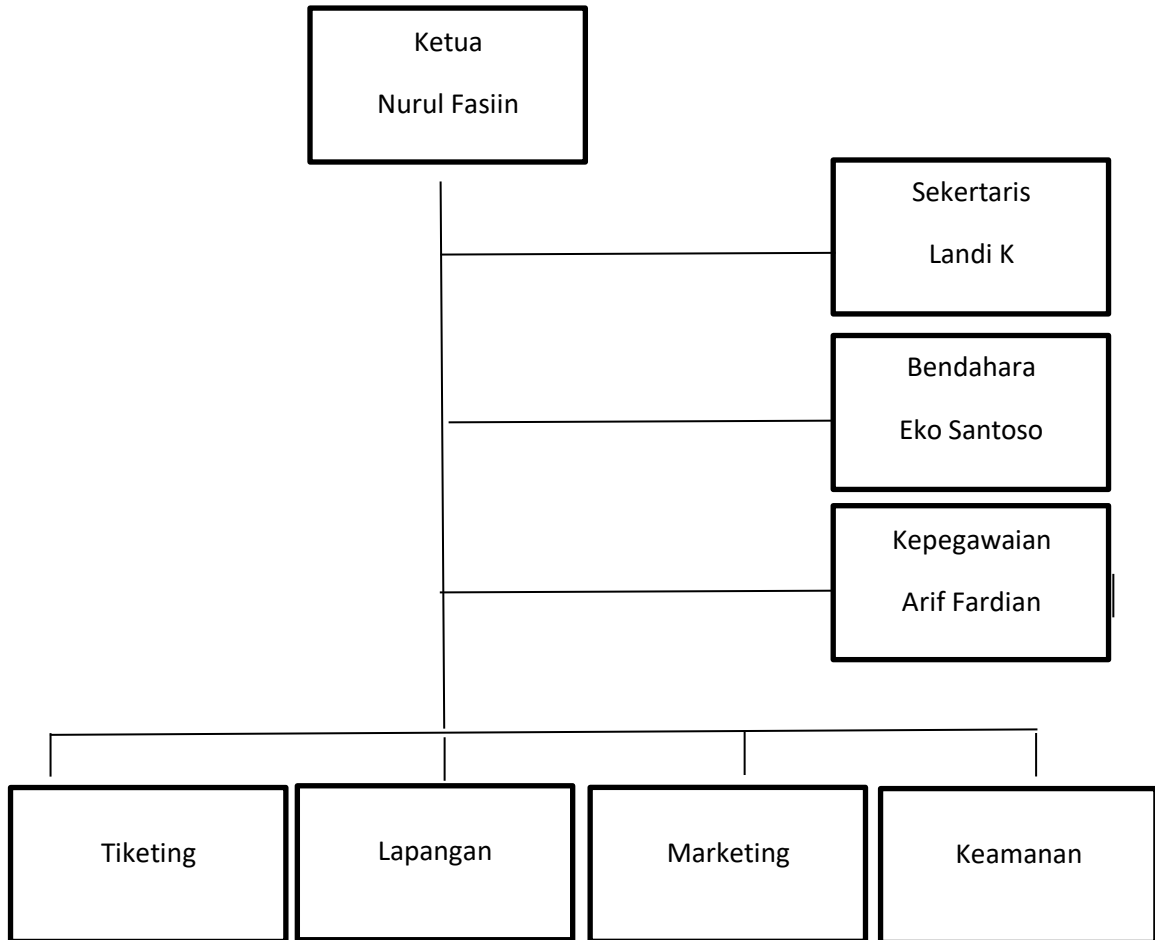 Ketua
Nurul Fasiin
Sekertaris
Landi K
Bendahara
Eko Santoso
Kepegawaian
Arif Fardian
Tiketing
Lapangan
Marketing
Keamanan